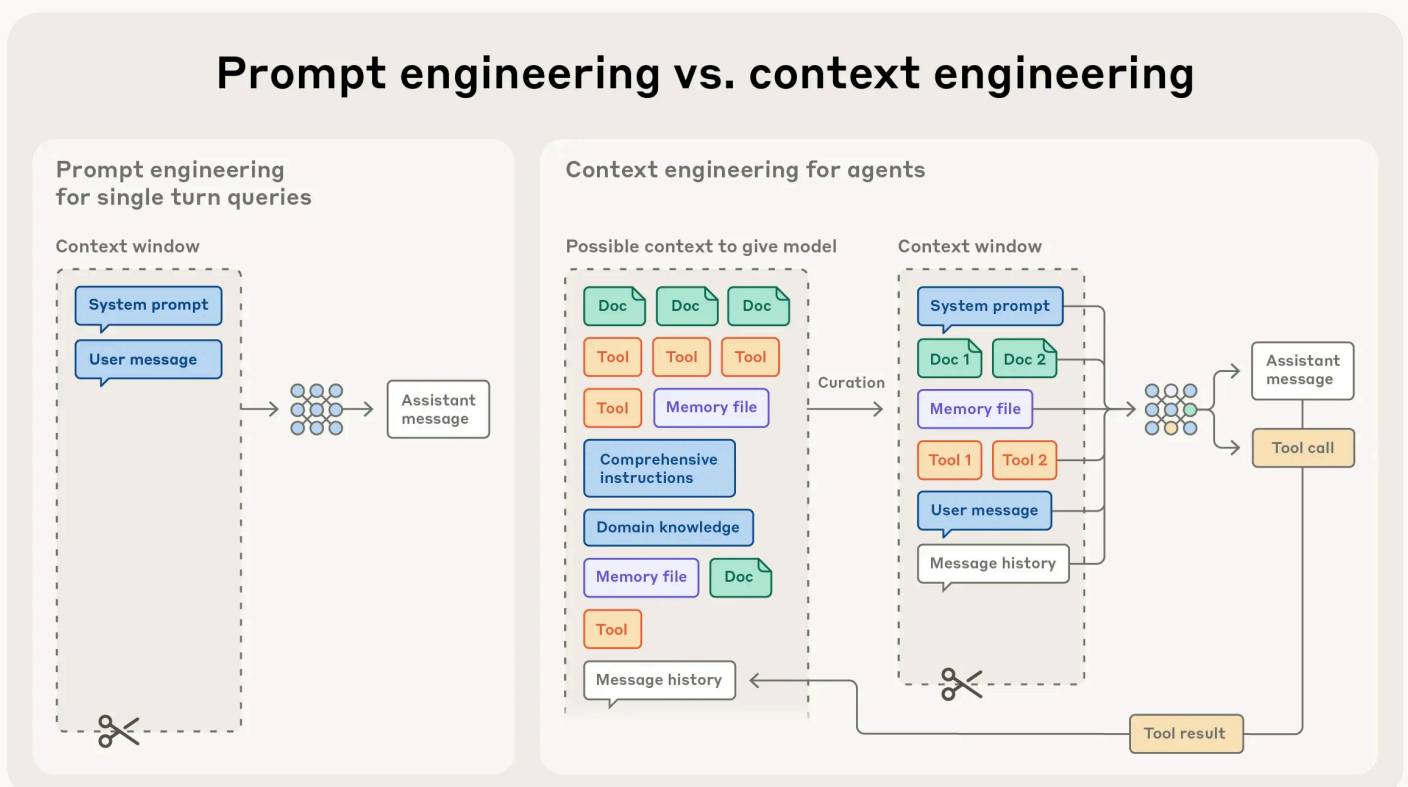 Prompt engineering vs. context engineering
Prompt engineering
for single turn queries
Context window
System prompt
User message
Assistant
message
Context engineering for agents
Possible context to give model
Doc Doc Doc
Tool Tool Tool
Tool Memory file
Comprehensive
instructions
Domain knowledge
Memory file Doc
Tool
Message history
Curation
Context window
System prompt
Doc 1 Doc 2
Memory file
Tool 1 Tool 2
User message
Message history
Assistant
message
Tool call
Tool result